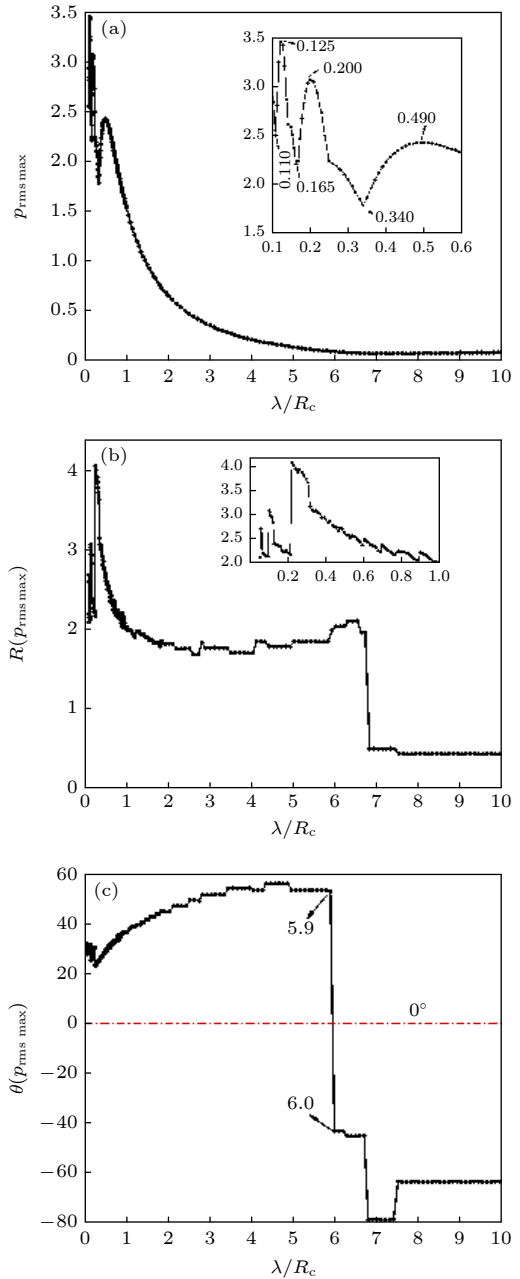 3.5
3.0
2.5
2.0
1.5
1.0
0.5
0
p_rms max
(a)
3.5
3.0
2.5
2.0
1.5
0.125
0.200
0.490
0.110
0.165
0.340
0.1 0.2 0.3 0.4 0.5 0.6
0 1 2 3 4 5 6 7 8 9 10
λ/R_c
(b)
4
3
2
1
0
R(p_rms max)
4.0
3.5
3.0
2.5
2.0
0.2 0.4 0.6 0.8 1.0
0 1 2 3 4 5 6 7 8 9 10
λ/R_c
(c)
60
40
20
0
−20
−40
−60
−80
θ(p_rms max)
5.9
0°
6.0
0 1 2 3 4 5 6 7 8 9 10
λ/R_c